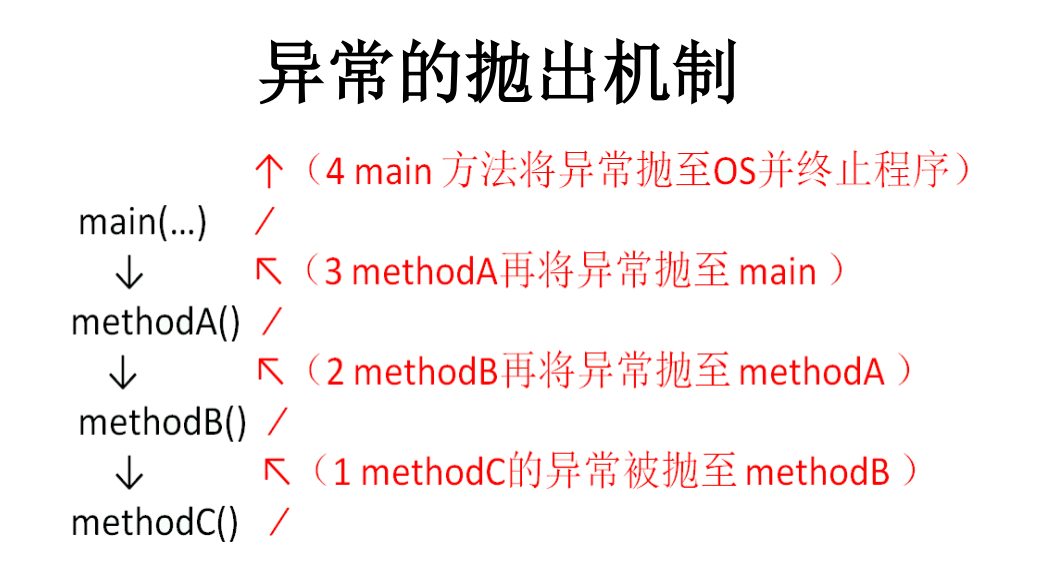 异常的抛出机制
↑（4 main 方法将异常抛至OS并终止程序）
main(...) /
↓ ↖（3 methodA再将异常抛至 main ）
methodA() /
↓ ↖（2 methodB再将异常抛至 methodA ）
methodB() /
↓ ↖（1 methodC的异常被抛至 methodB ）
methodC() /